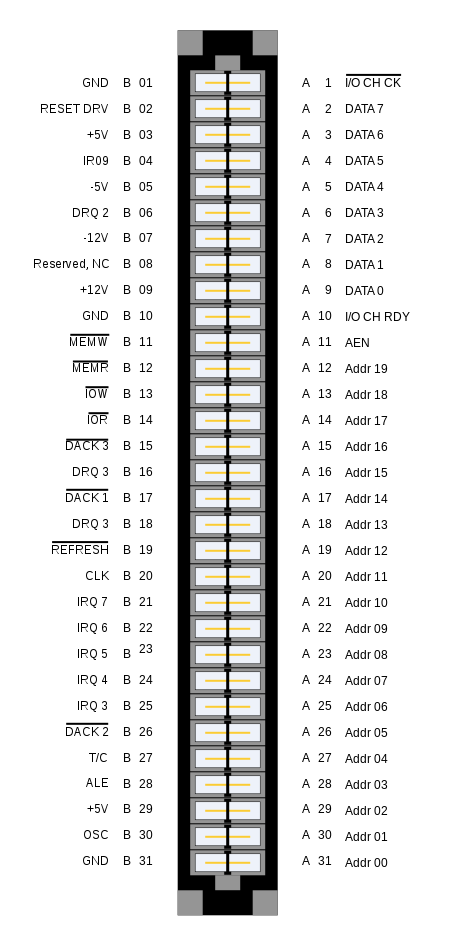 GND B 01 A 1 I/O CH CK
RESET DRV B 02 A 2 DATA 7
+5V B 03 A 3 DATA 6
IR09 B 04 A 4 DATA 5
-5V B 05 A 5 DATA 4
DRQ 2 B 06 A 6 DATA 3
-12V B 07 A 7 DATA 2
Reserved, NC B 08 A 8 DATA 1
+12V B 09 A 9 DATA 0
GND B 10 A 10 I/O CH RDY
MEMW B 11 A 11 AEN
MEMR B 12 A 12 Addr 19
IOW B 13 A 13 Addr 18
IOR B 14 A 14 Addr 17
DACK 3 B 15 A 15 Addr 16
DRQ 3 B 16 A 16 Addr 15
DACK 1 B 17 A 17 Addr 14
DRQ 3 B 18 A 18 Addr 13
REFRESH B 19 A 19 Addr 12
CLK B 20 A 20 Addr 11
IRQ 7 B 21 A 21 Addr 10
IRQ 6 B 22 A 22 Addr 09
IRQ 5 B 23 A 23 Addr 08
IRQ 4 B 24 A 24 Addr 07
IRQ 3 B 25 A 25 Addr 06
DACK 2 B 26 A 26 Addr 05
T/C B 27 A 27 Addr 04
ALE B 28 A 28 Addr 03
+5V B 29 A 29 Addr 02
OSC B 30 A 30 Addr 01
GND B 31 A 31 Addr 00